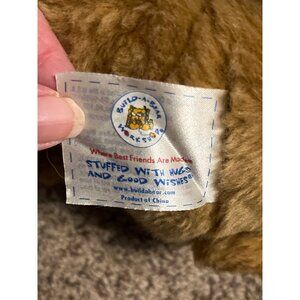 BUILD-A-BEAR
WORKSHOP®
Where Best Friends Are Made
STUFFED WITH HUGS
AND GOOD WISHES®
www.buildabear.com
Product of China